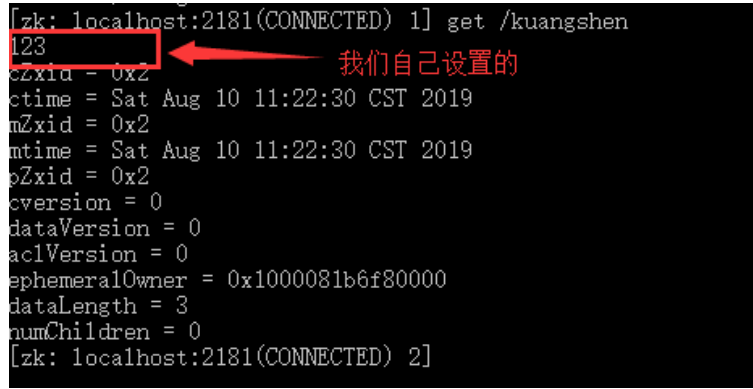 [zk: localhost:2181(CONNECTED) 1] get /kuangshen
123
我们自己设置的
cZxid = 0x2
ctime = Sat Aug 10 11:22:30 CST 2019
mZxid = 0x2
mtime = Sat Aug 10 11:22:30 CST 2019
pZxid = 0x2
cversion = 0
dataVersion = 0
aclVersion = 0
ephemeralOwner = 0x1000081b6f80000
dataLength = 3
numChildren = 0
[zk: localhost:2181(CONNECTED) 2]